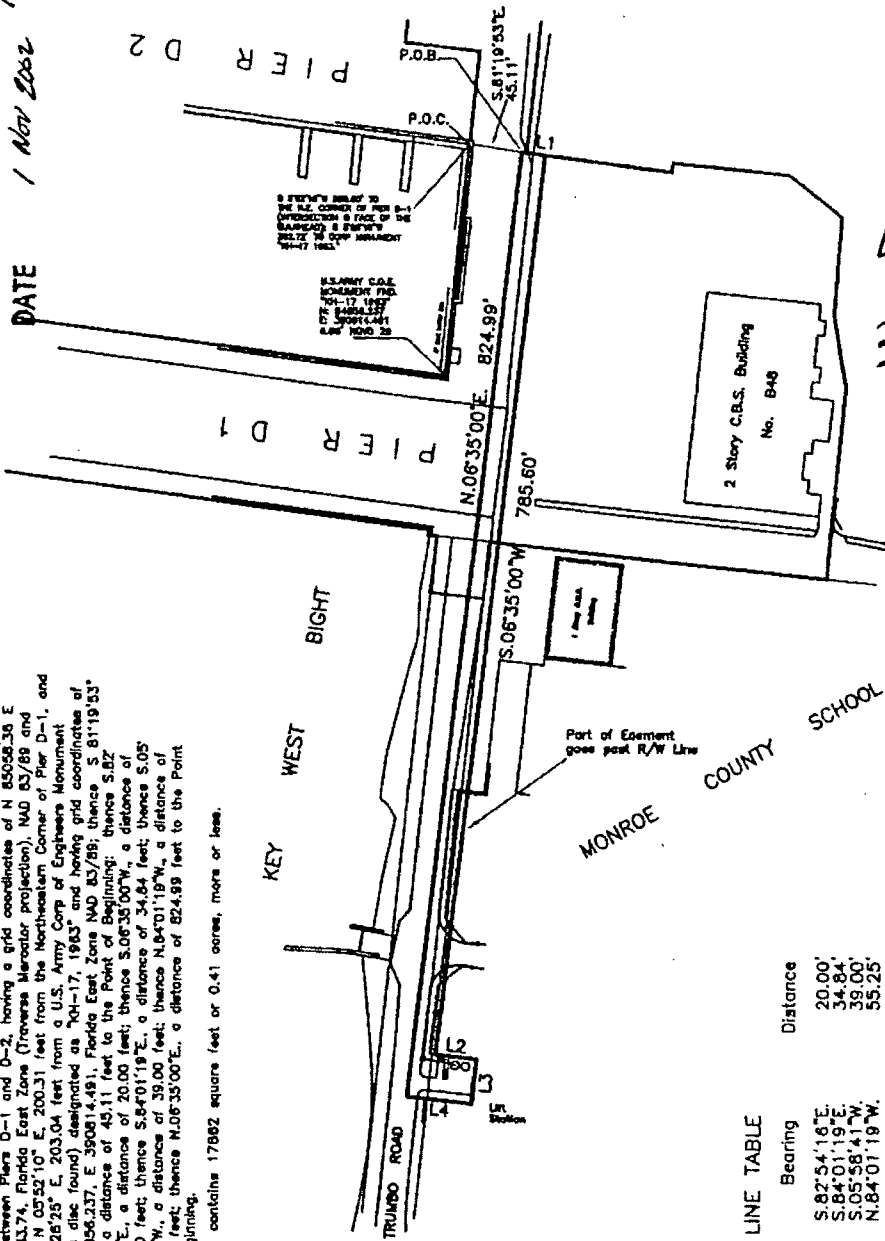 DATE 1 Nov 2002
between Piers D-1 and D-2, having a grid coordinates of N 85058.36 E
43.74, Florida East Zone (Traverse Mercator projection), NAD 83/89 and
N 05'52'10" E, 200.31 feet from the Northeastern Corner of Pier D-1, and
26'25" E, 203.04 feet from a U.S. Army Corp of Engineers Monument
disc found) designated as "KH-17, 1963" and having grid coordinates of
856.237, E 390814.491, Florida East Zone NAD 83/89; thence S 81'19'53"
a distance of 45.11 feet to the Point of Beginning; thence S.82'
E., a distance of 20.00 feet; thence S.06'35'00"W., a distance of
feet; thence S.84'01'19"E., a distance of 34.84 feet; thence S.05'
W., a distance of 39.00 feet; thence N.84'01'19"W., a distance of
feet; thence N.06'35'00"E., a distance of 824.99 feet to the Point
ginning.
contains 17862 square feet or 0.41 acres, more or less.
PIER D2
P.O.B.
P.O.C.
S.81°19'53"E.
45.11'
L1
U.S.ARMY C.O.E.
MONUMENT FND.
PIER D1
N.06°35'00"E.
824.99'
S.06°35'00"W.
785.60'
2 Story C.B.S. Building
No. B48
KEY WEST BIGHT
Part of Easement
goes past R/W Line
MONROE COUNTY SCHOOL
TRUMBO ROAD
L2
L3
L4
Lift
Station
LINE TABLE
Bearing Distance
S.82°54'18"E. 20.00'
S.84°01'19"E. 34.84'
S.05°58'41"W. 39.00'
N.84°01'19"W. 55.25'